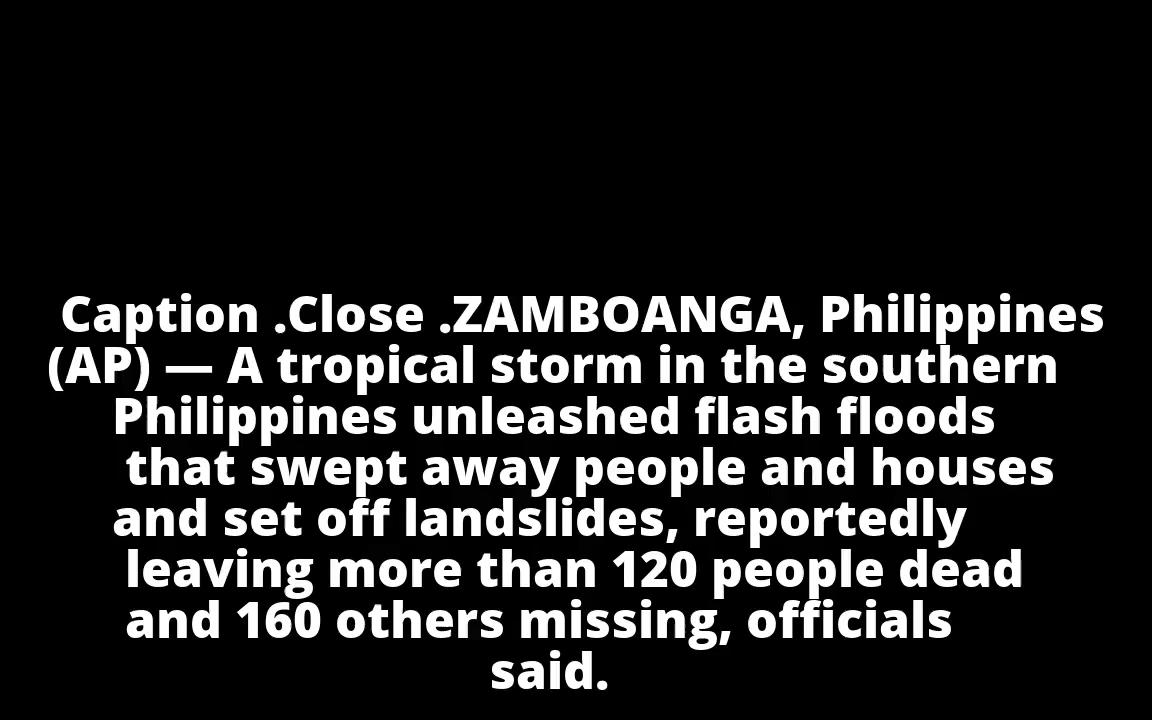 Caption .Close .ZAMBOANGA, Philippines
(AP) — A tropical storm in the southern
Philippines unleashed flash floods
that swept away people and houses
and set off landslides, reportedly
leaving more than 120 people dead
and 160 others missing, officials
said.